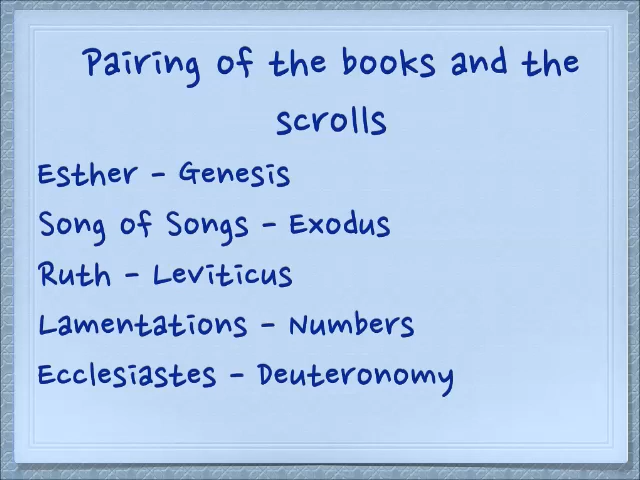 Pairing of the books and the
scrolls
Esther - Genesis
Song of Songs - Exodus
Ruth - Leviticus
Lamentations - Numbers
Ecclesiastes - Deuteronomy